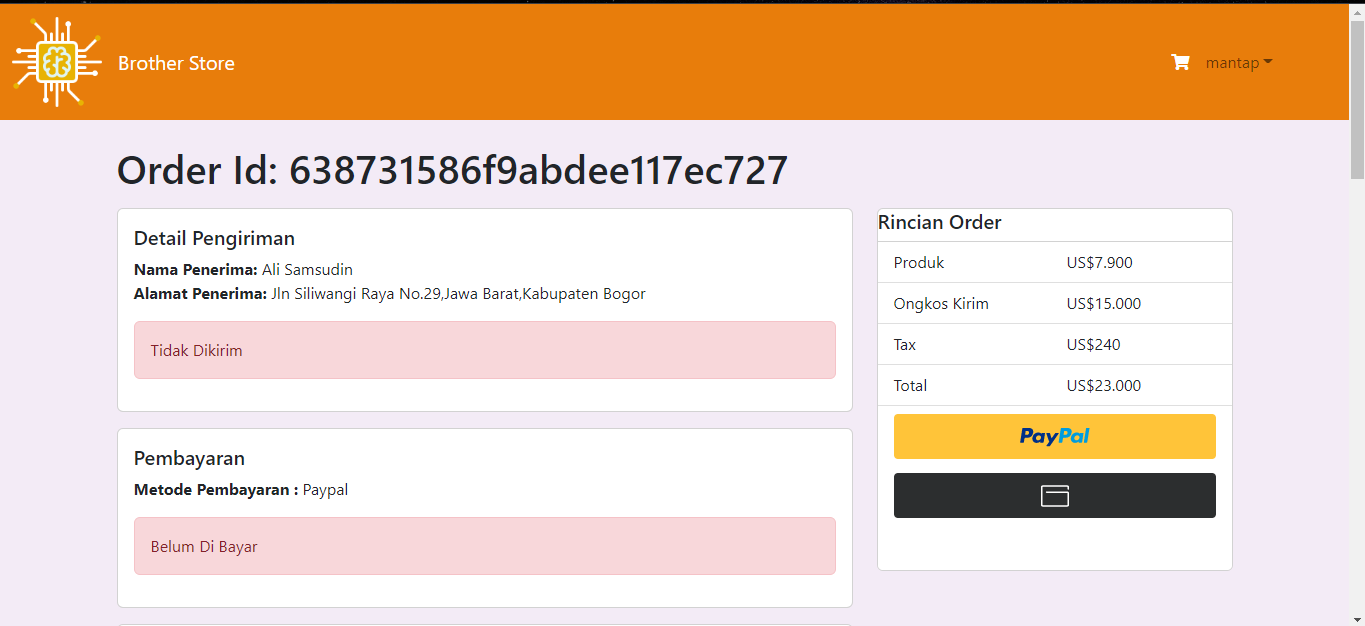 Brother Store
mantap
Order Id: 638731586f9abdee117ec727
Detail Pengiriman
Nama Penerima: Ali Samsudin
Alamat Penerima: Jln Siliwangi Raya No.29,Jawa Barat,Kabupaten Bogor
Tidak Dikirim
Pembayaran
Metode Pembayaran : Paypal
Belum Di Bayar
Rincian Order
Produk US$7.900
Ongkos Kirim US$15.000
Tax US$240
Total US$23.000
PayPal